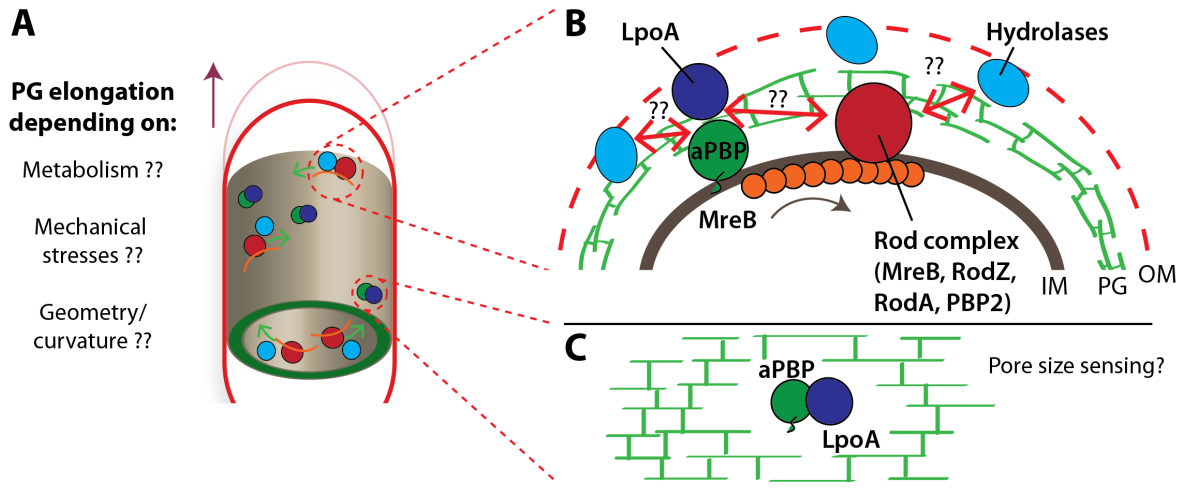 A
PG elongation
depending on:
Metabolism ??
Mechanical
stresses ??
Geometry/
curvature ??
B
LpoA
Hydrolases
??
??
??
aPBP
MreB
Rod complex
(MreB, RodZ,
RodA, PBP2)
IM
PG
OM
C
aPBP
LpoA
Pore size sensing?